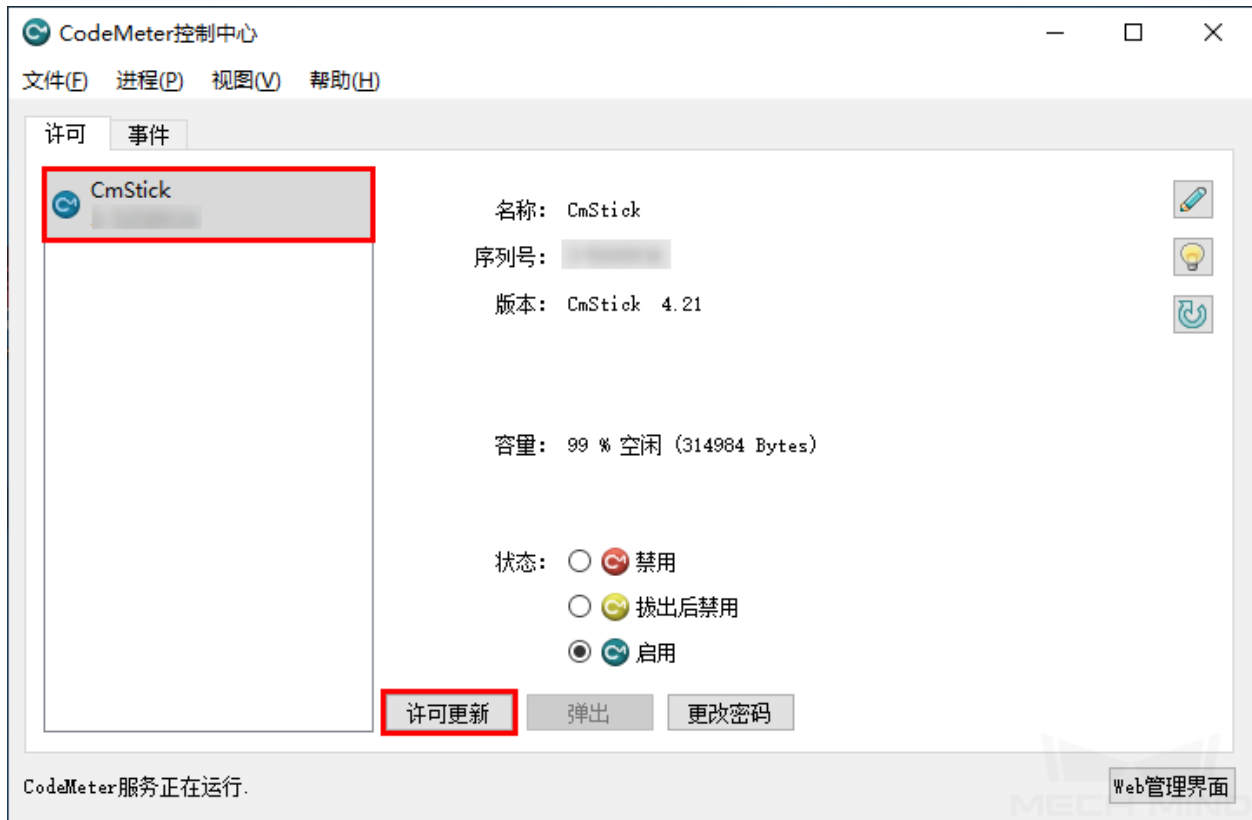 CodeMeter控制中心
文件(F) 进程(P) 视图(V) 帮助(H)
许可 事件
CmStick
名称: CmStick
序列号:
版本: CmStick 4.21
容量: 99 % 空闲 (314984 Bytes)
状态: 禁用
拔出后禁用
启用
许可更新 弹出 更改密码
CodeMeter服务正在运行.
Web管理界面
MECH MIND